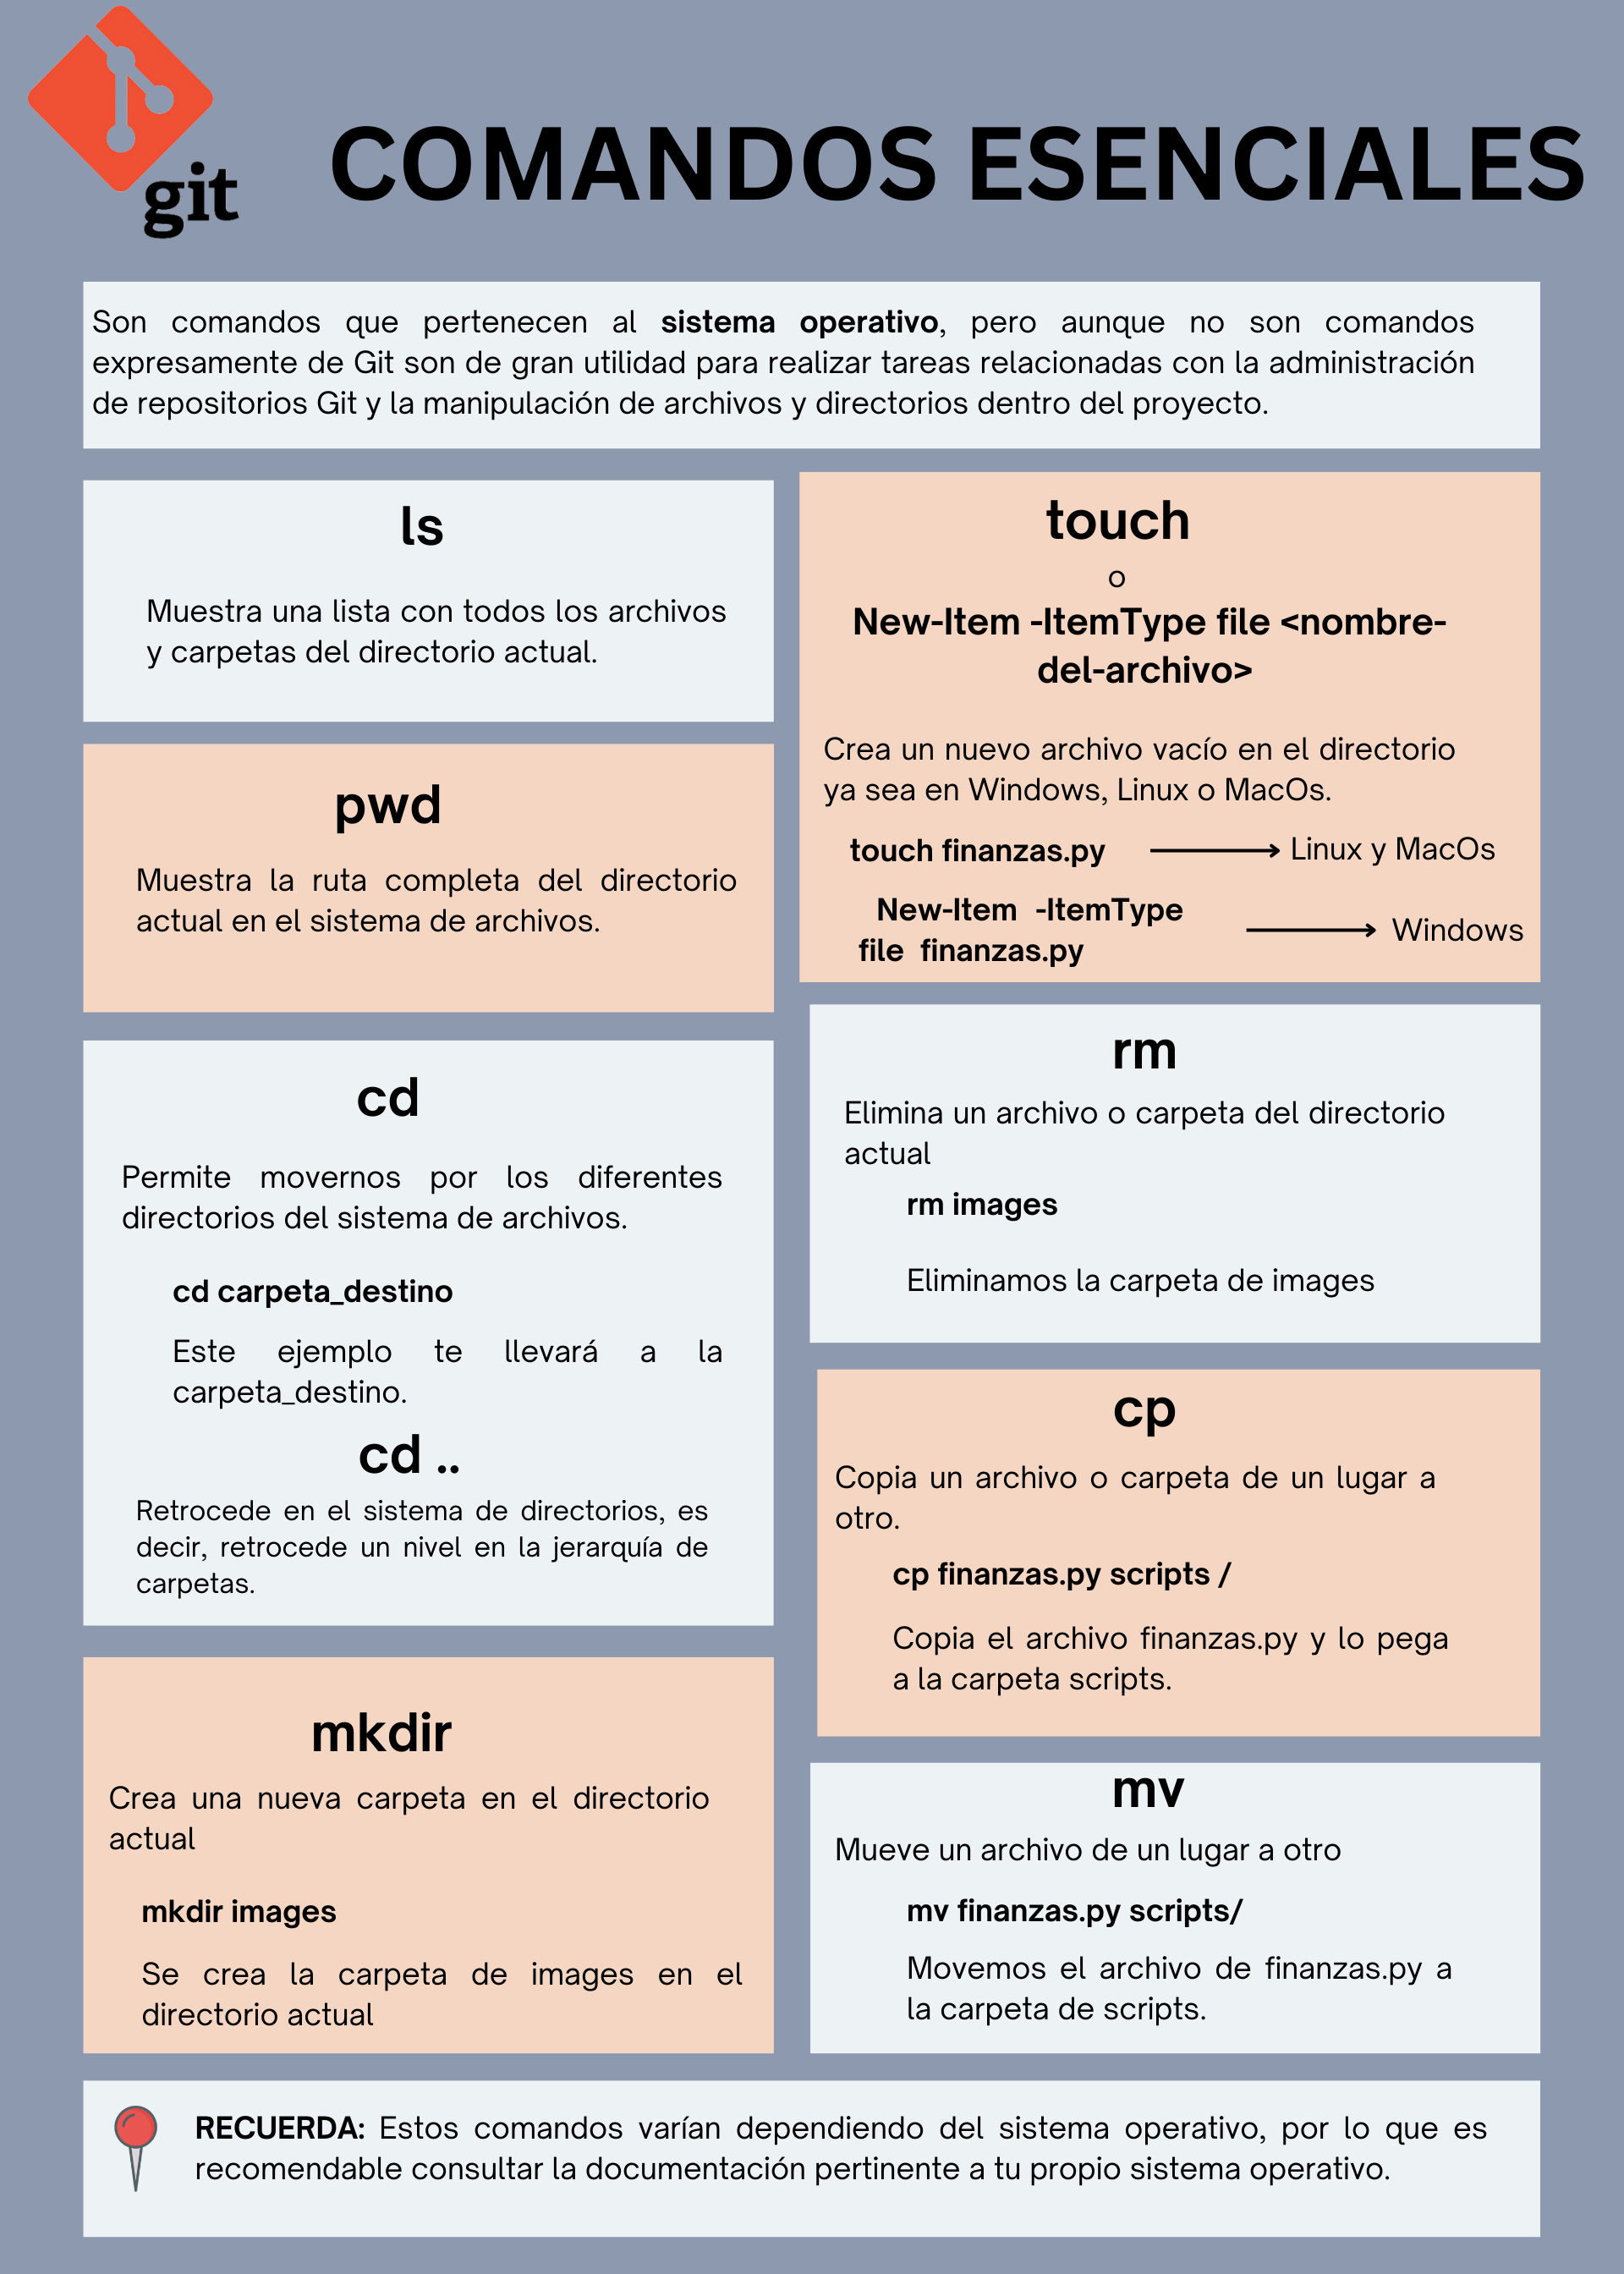 git
COMANDOS ESENCIALES
Son comandos que pertenecen al sistema operativo, pero aunque no son comandos
expresamente de Git son de gran utilidad para realizar tareas relacionadas con la administración
de repositorios Git y la manipulación de archivos y directorios dentro del proyecto.
ls
Muestra una lista con todos los archivos
y carpetas del directorio actual.
pwd
Muestra la ruta completa del directorio
actual en el sistema de archivos.
cd
Permite movernos por los diferentes
directorios del sistema de archivos.
cd carpeta_destino
Este ejemplo te llevará a la
carpeta_destino.
cd ..
Retrocede en el sistema de directorios, es
decir, retrocede un nivel en la jerarquía de
carpetas.
mkdir
Crea una nueva carpeta en el directorio
actual
mkdir images
Se crea la carpeta de images en el
directorio actual
touch
o
New-Item -ItemType file <nombre-
del-archivo>
Crea un nuevo archivo vacío en el directorio
ya sea en Windows, Linux o MacOs.
touch finanzas.py → Linux y MacOs
New-Item -ItemType
file finanzas.py → Windows
rm
Elimina un archivo o carpeta del directorio
actual
rm images
Eliminamos la carpeta de images
cp
Copia un archivo o carpeta de un lugar a
otro.
cp finanzas.py scripts /
Copia el archivo finanzas.py y lo pega
a la carpeta scripts.
mv
Mueve un archivo de un lugar a otro
mv finanzas.py scripts/
Movemos el archivo de finanzas.py a
la carpeta de scripts.
RECUERDA: Estos comandos varían dependiendo del sistema operativo, por lo que es
recomendable consultar la documentación pertinente a tu propio sistema operativo.